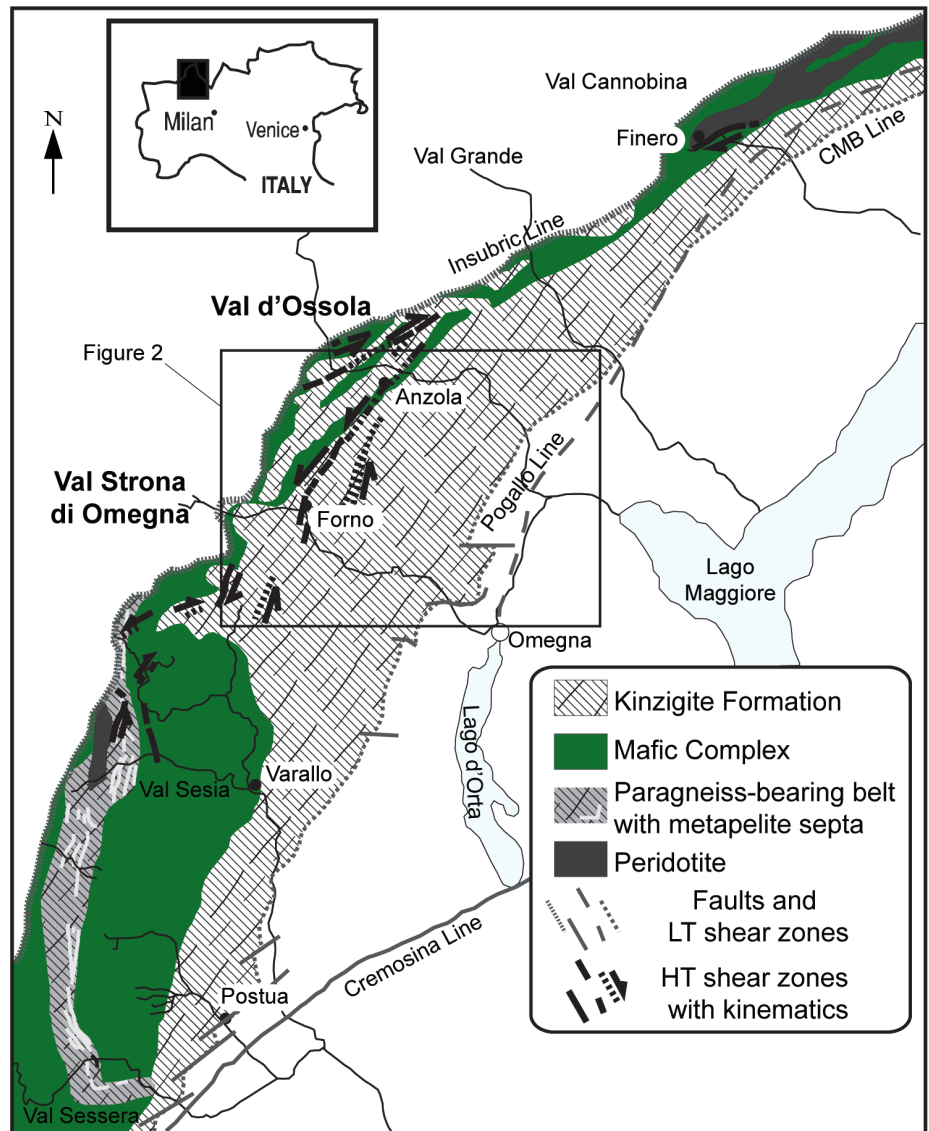 N
Milan
Venice
ITALY
Val Cannobina
Finero
CMB Line
Val Grande
Insubric Line
Val d'Ossola
Figure 2
Anzola
Val Strona
di Omegna
Forno
Pogallo Line
Lago
Maggiore
Omegna
Lago d'Orta
Val Sesia
Varallo
Cremosina Line
Postua
Val Sessera
Kinzigite Formation
Mafic Complex
Paragneiss-bearing belt
with metapelite septa
Peridotite
Faults and
LT shear zones
HT shear zones
with kinematics